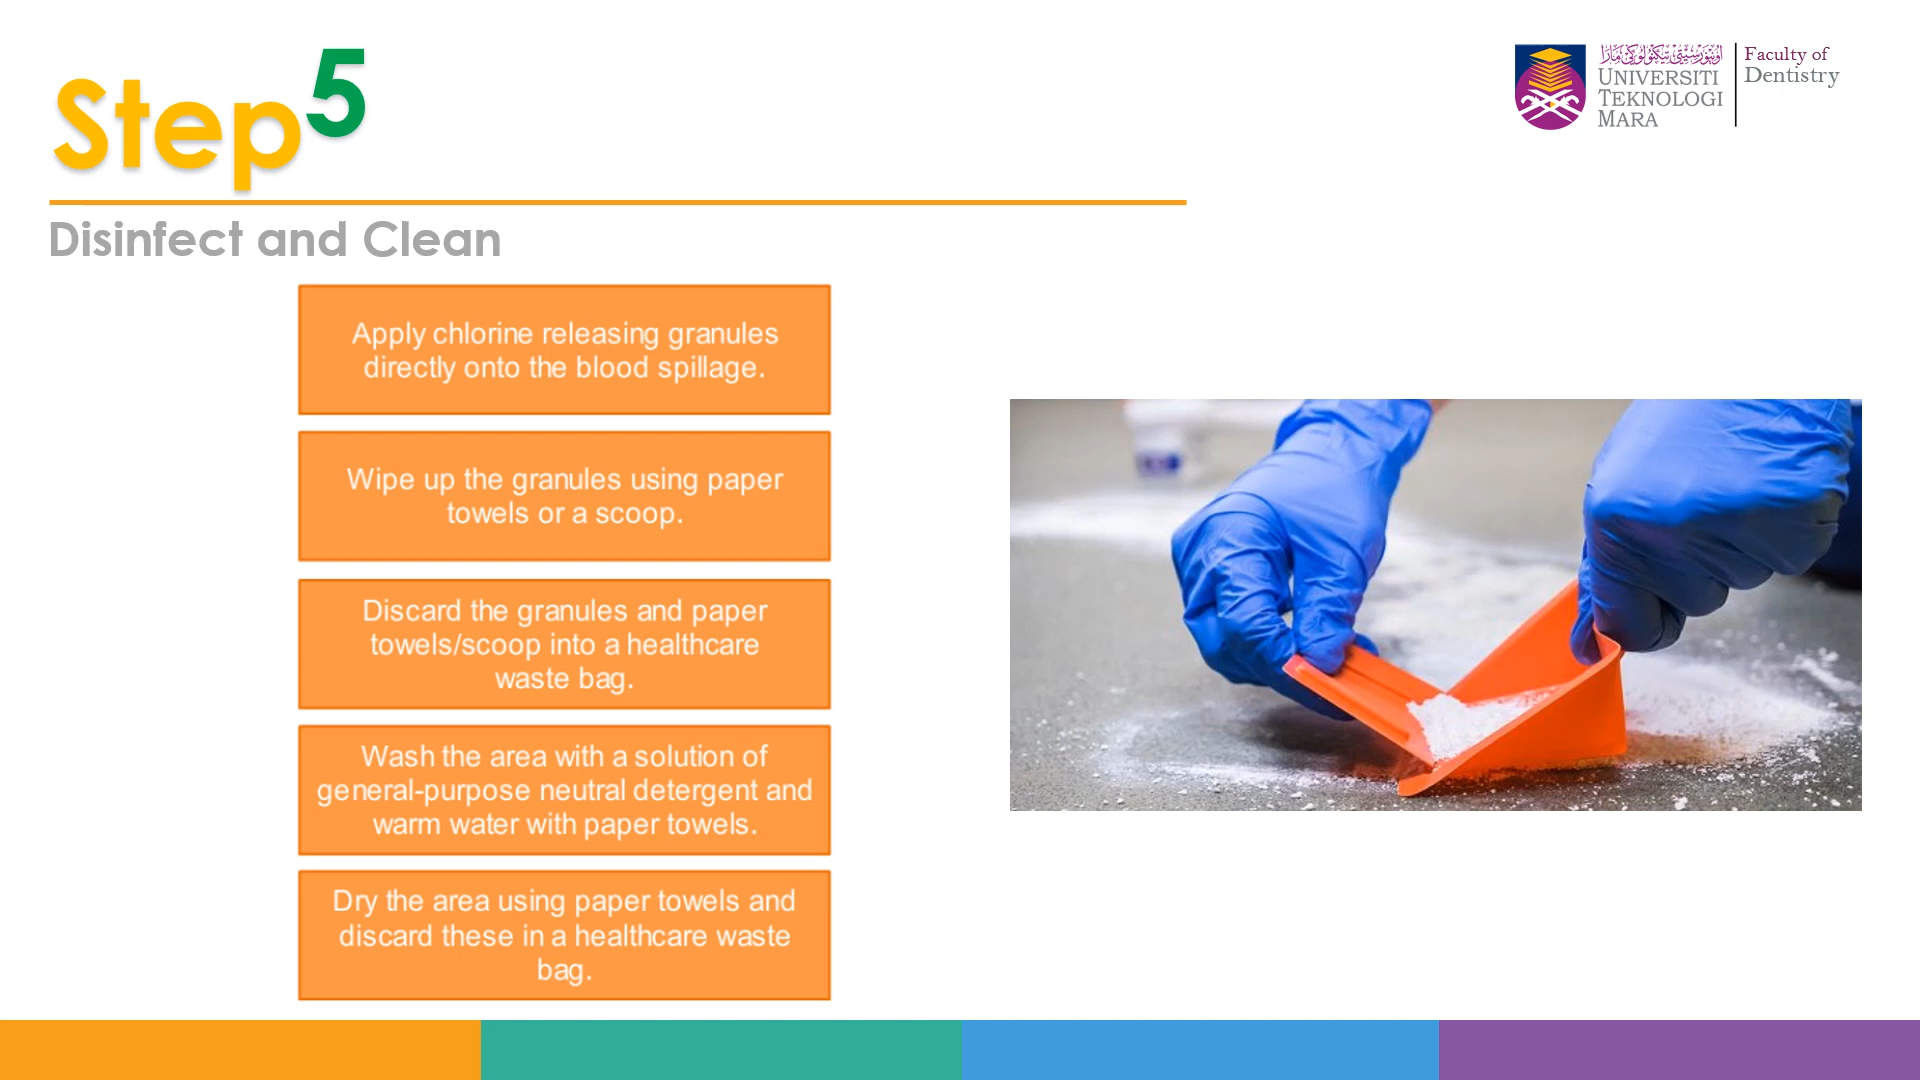 Step5
اونيۏرسيتي تيكنولوݢي مارا
UNIVERSITI
TEKNOLOGI
MARA
Faculty of
Dentistry
Disinfect and Clean
Apply chlorine releasing granules
directly onto the blood spillage.
Wipe up the granules using paper
towels or a scoop.
Discard the granules and paper
towels/scoop into a healthcare
waste bag.
Wash the area with a solution of
general-purpose neutral detergent and
warm water with paper towels.
Dry the area using paper towels and
discard these in a healthcare waste
bag.